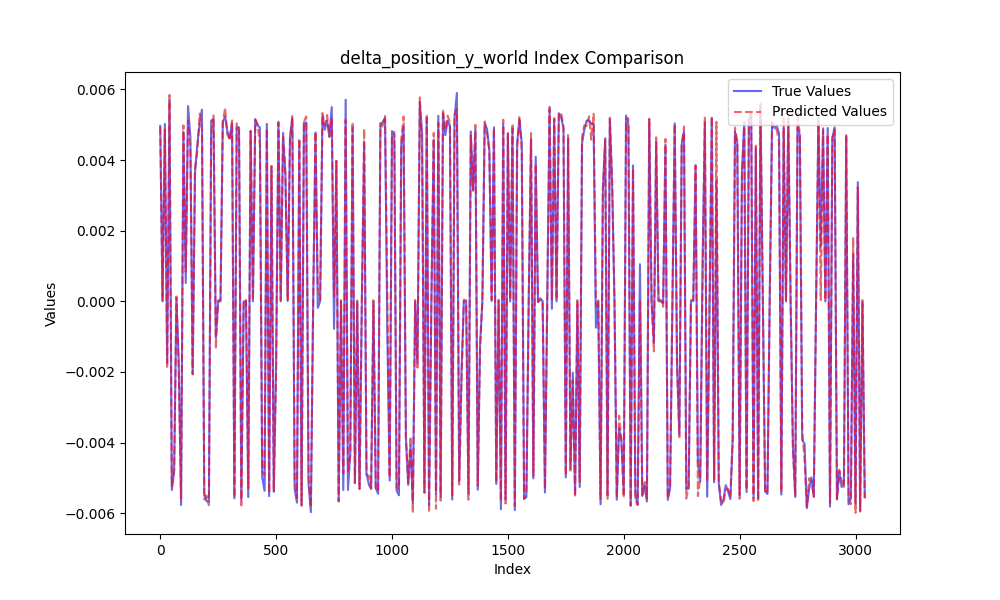 delta_position_y_world Index Comparison
True Values
Predicted Values
0.006
0.004
0.002
0.000
−0.002
−0.004
−0.006
Values
0 500 1000 1500 2000 2500 3000
Index